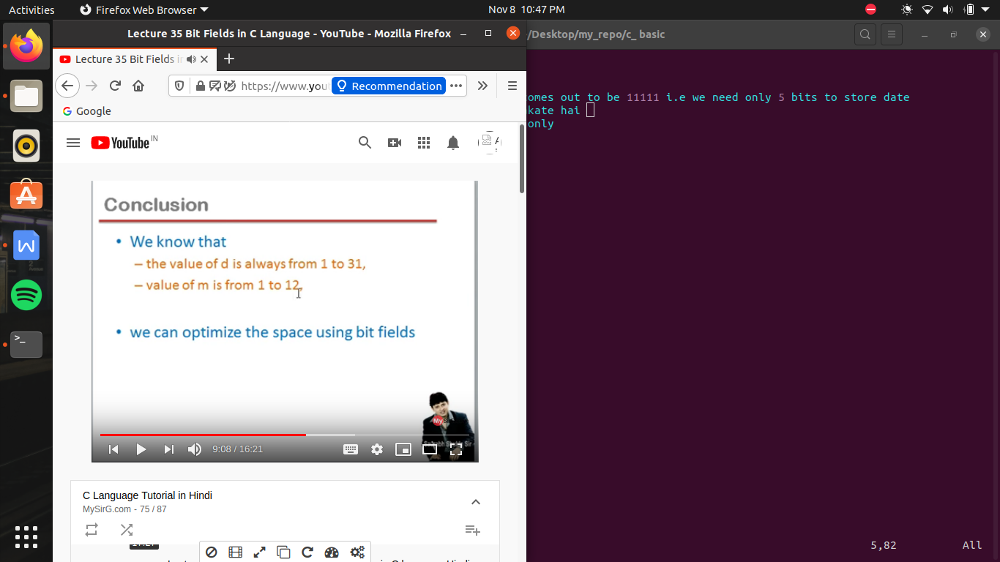 Activities
Firefox Web Browser
Nov 8 10:47 PM
Lecture 35 Bit Fields in C Language - YouTube - Mozilla Firefox
/Desktop/my_repo/c_ basic
Lecture 35 Bit Fields i
https://www.you
Recommendation
Google
YouTube IN
omes out to be 11111 i.e we need only 5 bits to store date
kate hai
only
Conclusion
• We know that
– the value of d is always from 1 to 31,
– value of m is from 1 to 12,
• we can optimize the space using bit fields
My
9:08 / 16:21
C Language Tutorial in Hindi
MySirG.com - 75 / 87
5,82
All